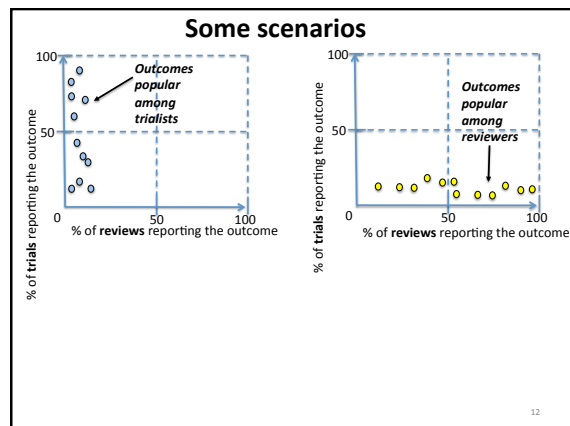 Some scenarios
100
Outcomes
popular
among
trialists
50
0
50
100
% of reviews reporting the outcome
% of trials reporting the outcome
100
Outcomes
popular
among
reviewers
50
0
50
100
% of reviews reporting the outcome
% of trials reporting the outcome
12